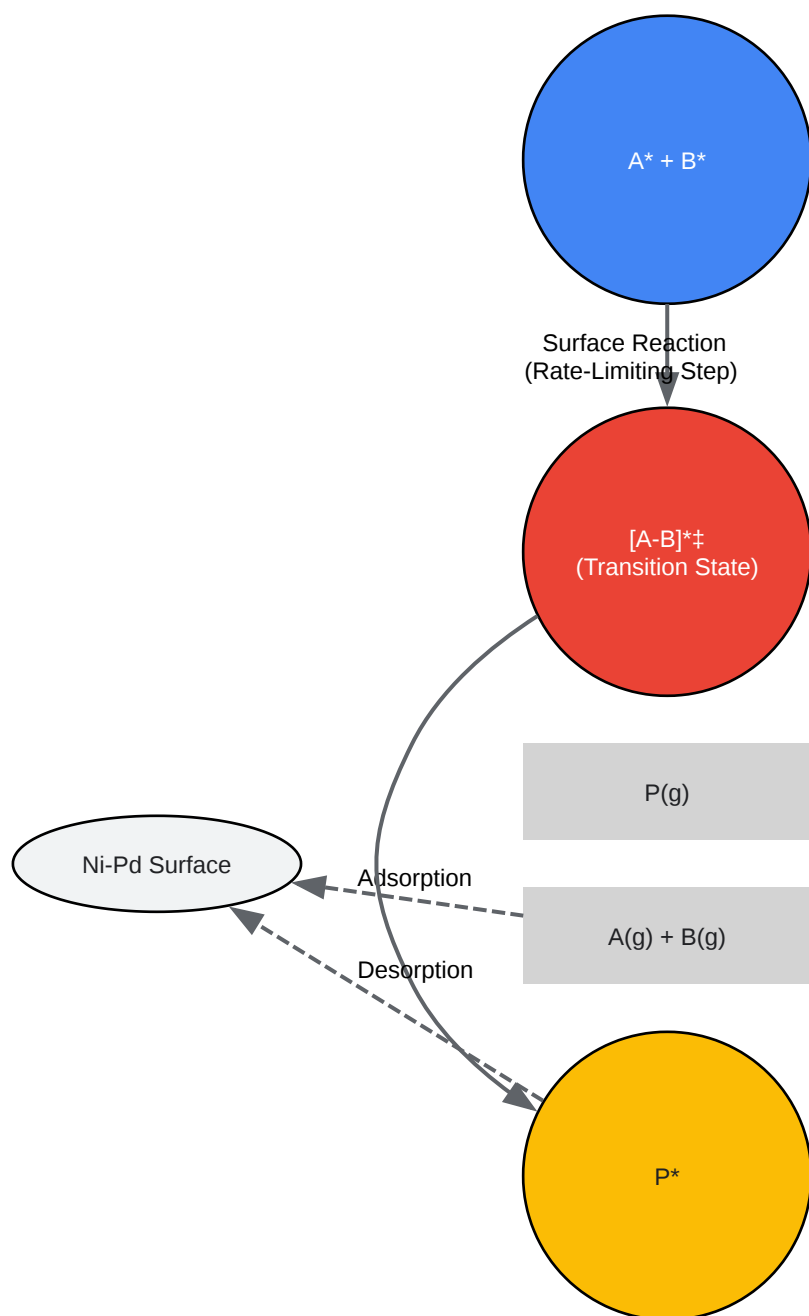 A* + B*
Surface Reaction
(Rate-Limiting Step)
[A-B]*‡
(Transition State)
P(g)
Ni-Pd Surface
Adsorption
A(g) + B(g)
Desorption
P*